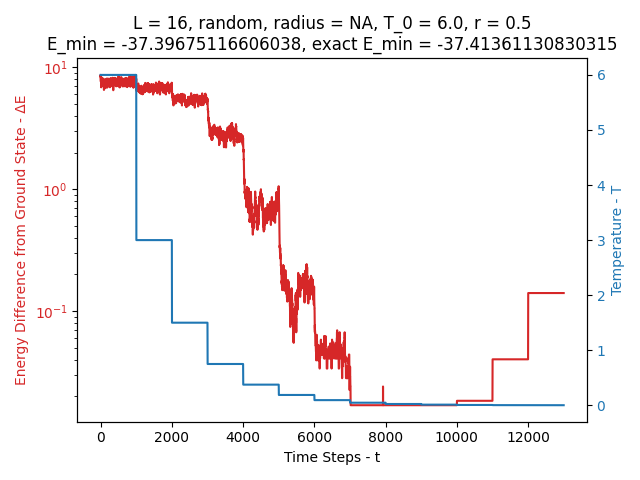 L = 16, random, radius = NA, T_0 = 6.0, r = 0.5
E_min = -37.39675116606038, exact E_min = -37.41361130830315
Energy Difference from Ground State - ΔE
10¹
10⁰
10⁻¹
6
5
4
3
2
1
0
Temperature - T
0 2000 4000 6000 8000 10000 12000
Time Steps - t